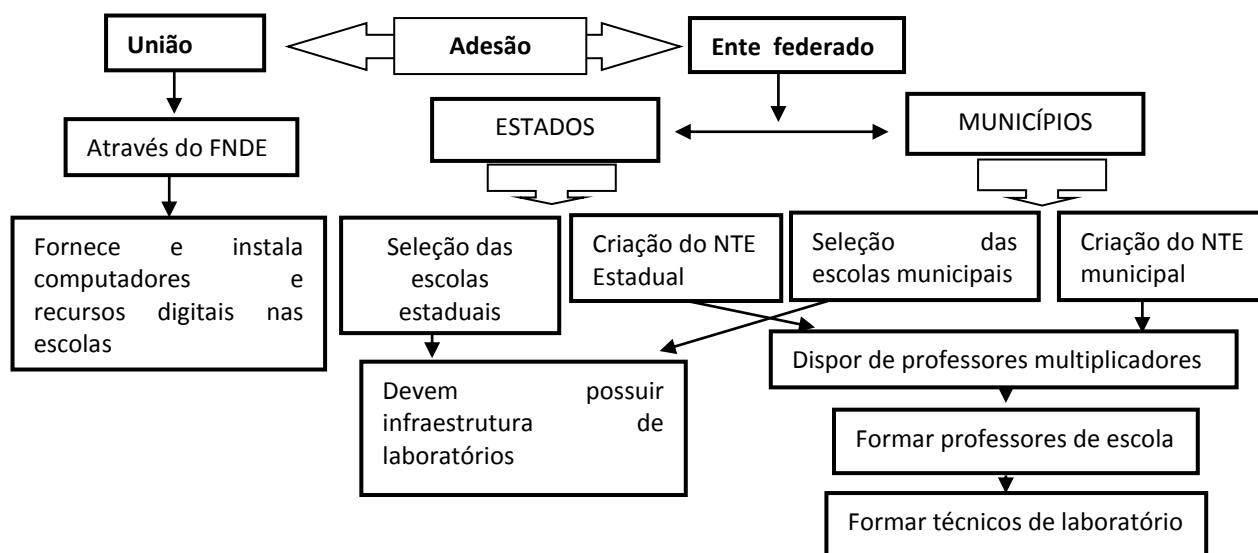 União
Adesão
Ente federado
Através do FNDE
ESTADOS
MUNICÍPIOS
Fornece e instala
computadores e
recursos digitais nas
escolas
Seleção das
escolas
estaduais
Criação do NTE
Estadual
Seleção das
escolas municipais
Criação do NTE
municipal
Devem possuir
infraestrutura de
laboratórios
Dispor de professores multiplicadores
Formar professores de escola
Formar técnicos de laboratório